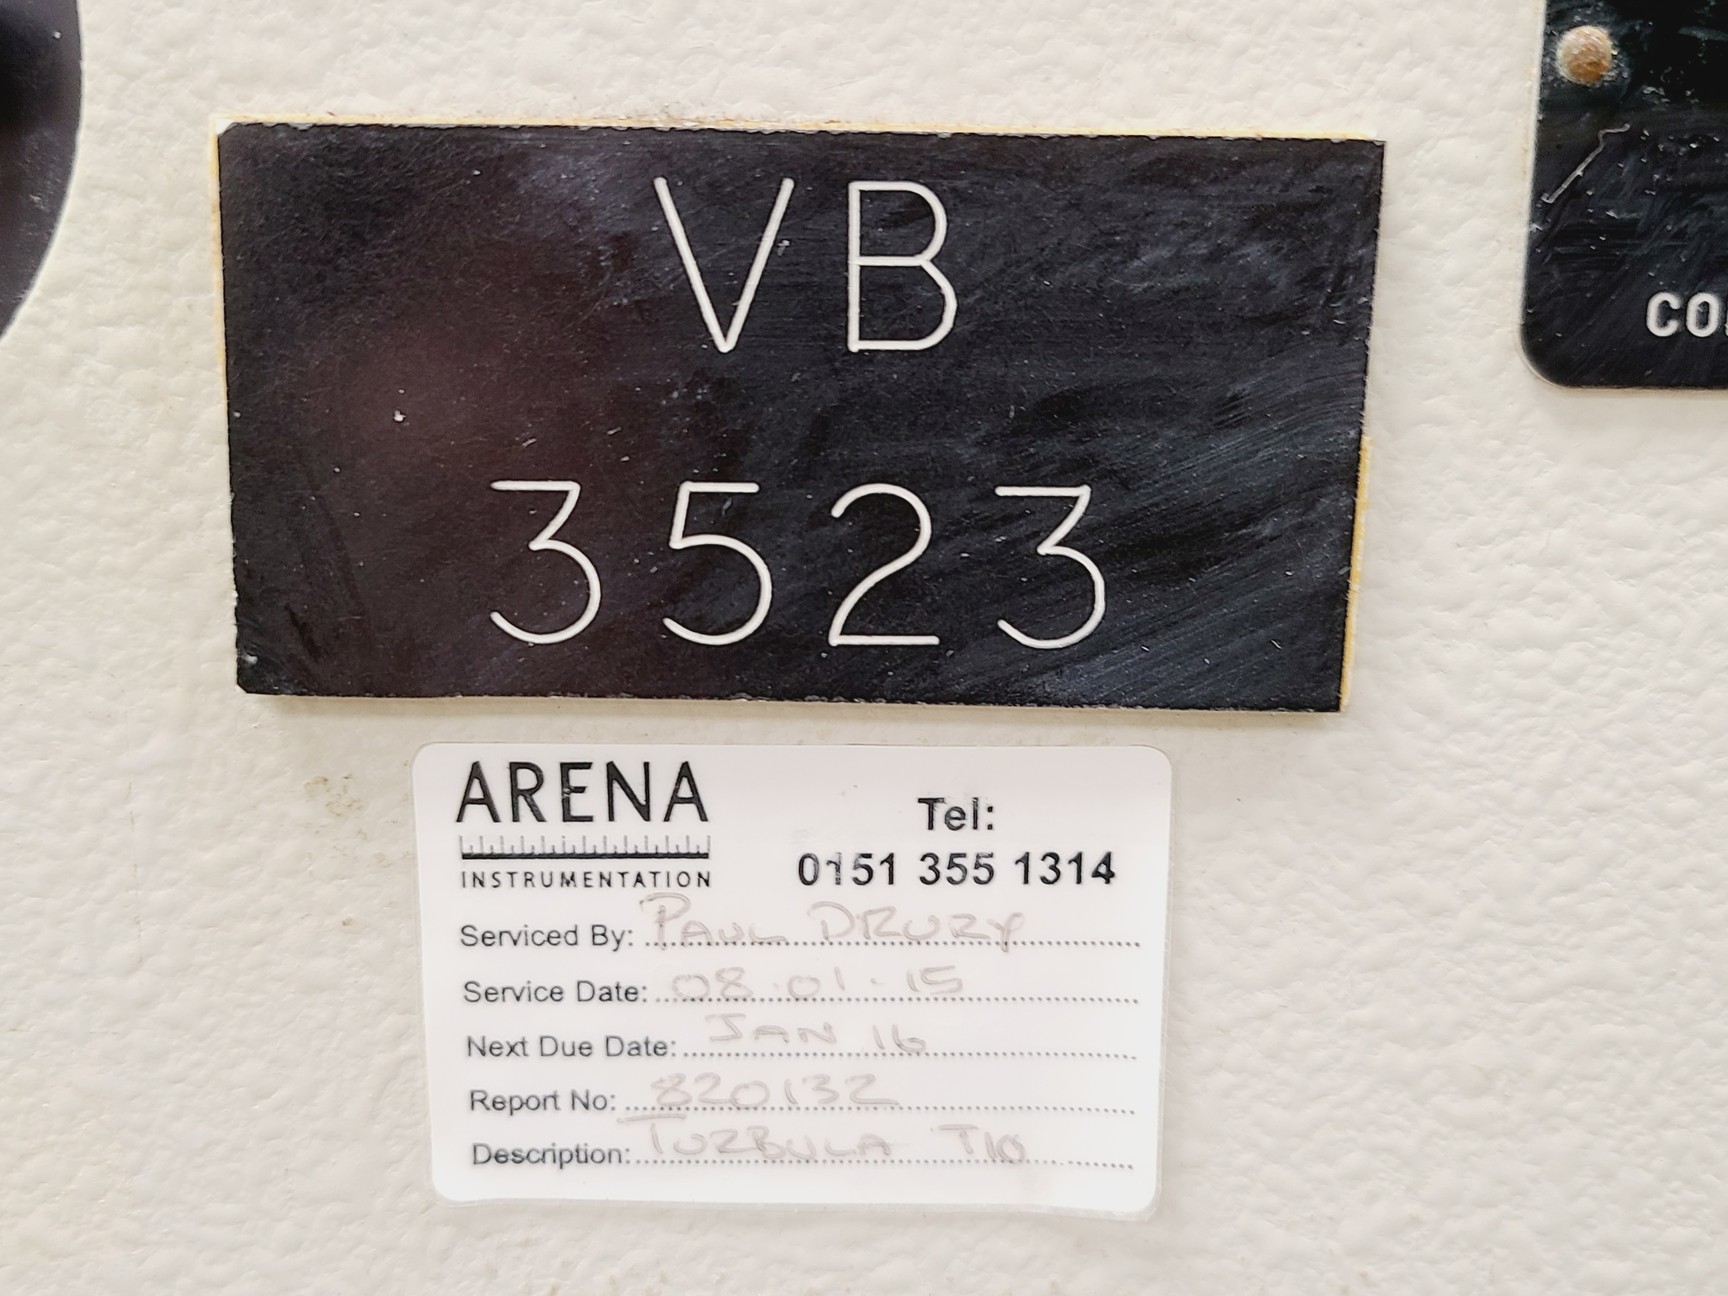 VB
3523
ARENA
INSTRUMENTATION
Tel:
0151 355 1314
Serviced By: PAUL DRURY
Service Date: 08.01.15
Next Due Date: JAN 16
Report No: 820132
Description: TURBULA T10